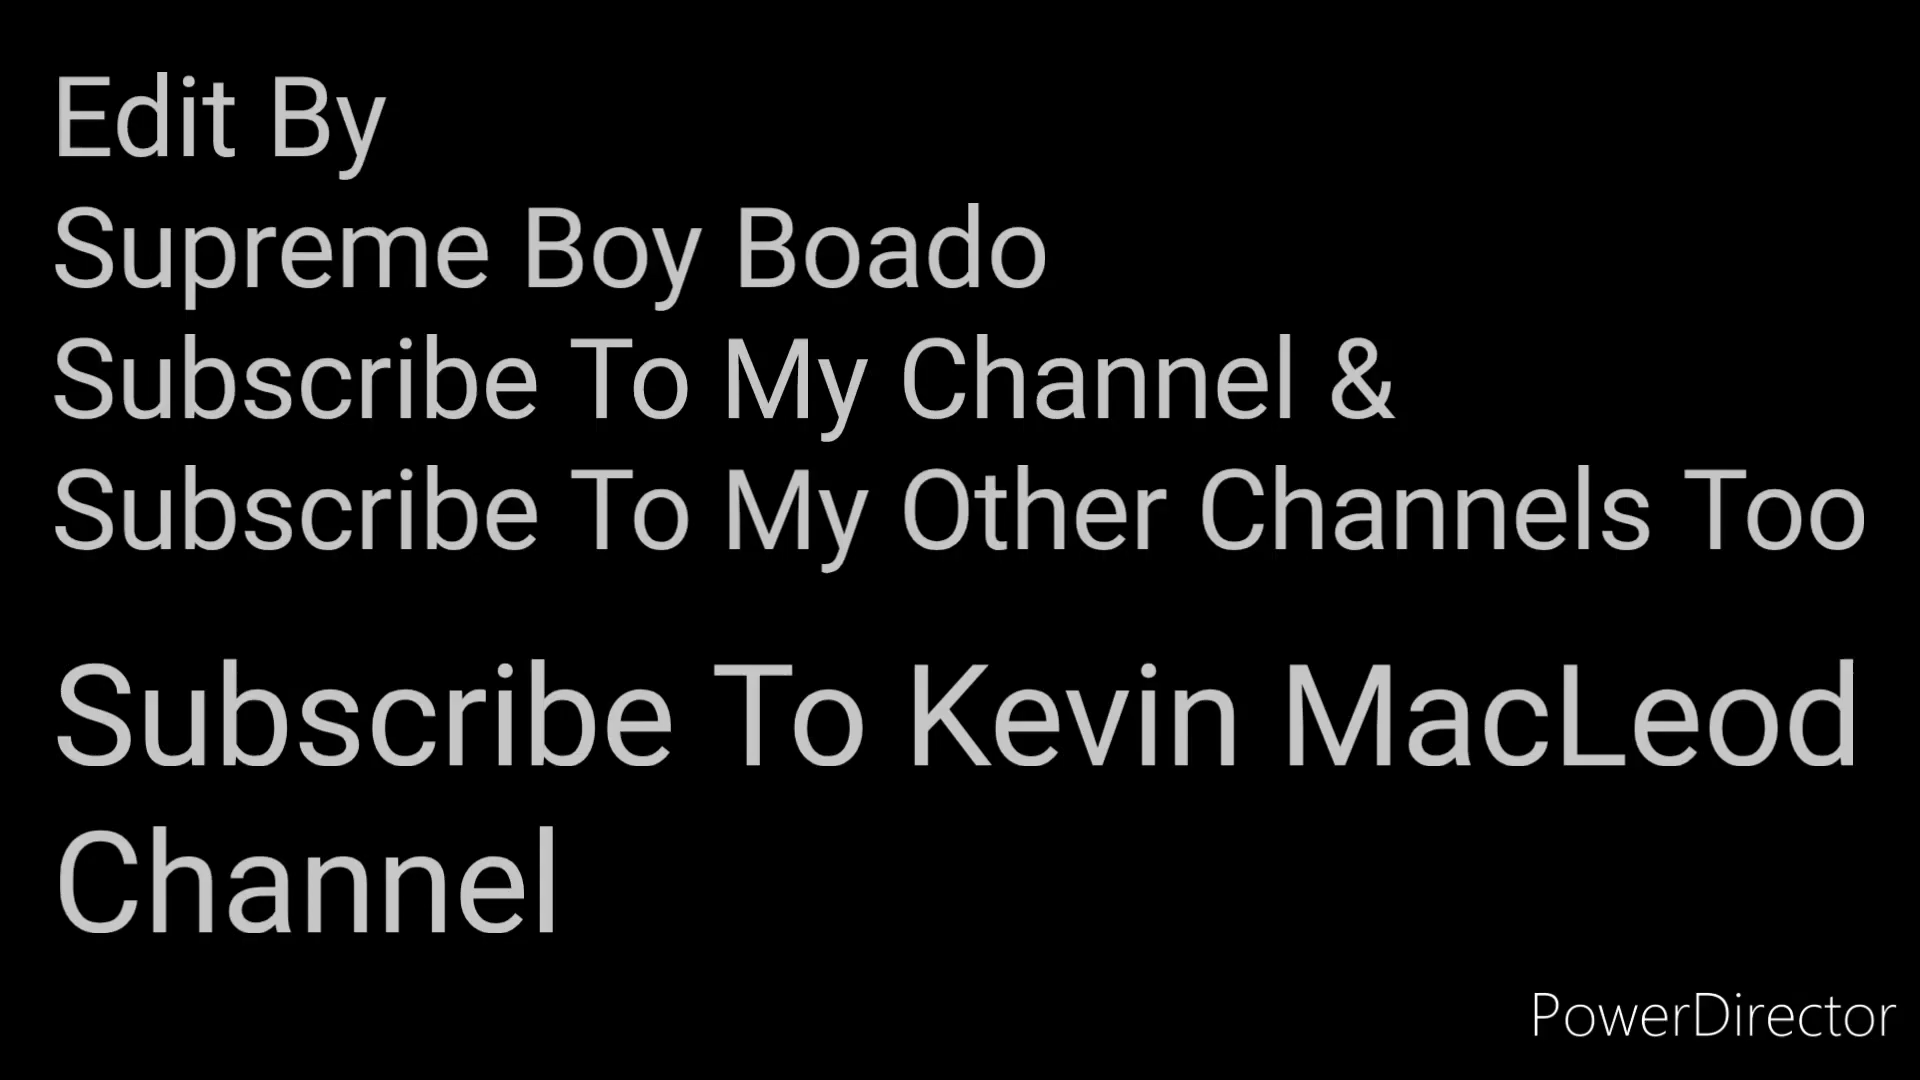 Edit By
Supreme Boy Boado
Subscribe To My Channel &
Subscribe To My Other Channels Too
Subscribe To Kevin MacLeod
Channel
PowerDirector